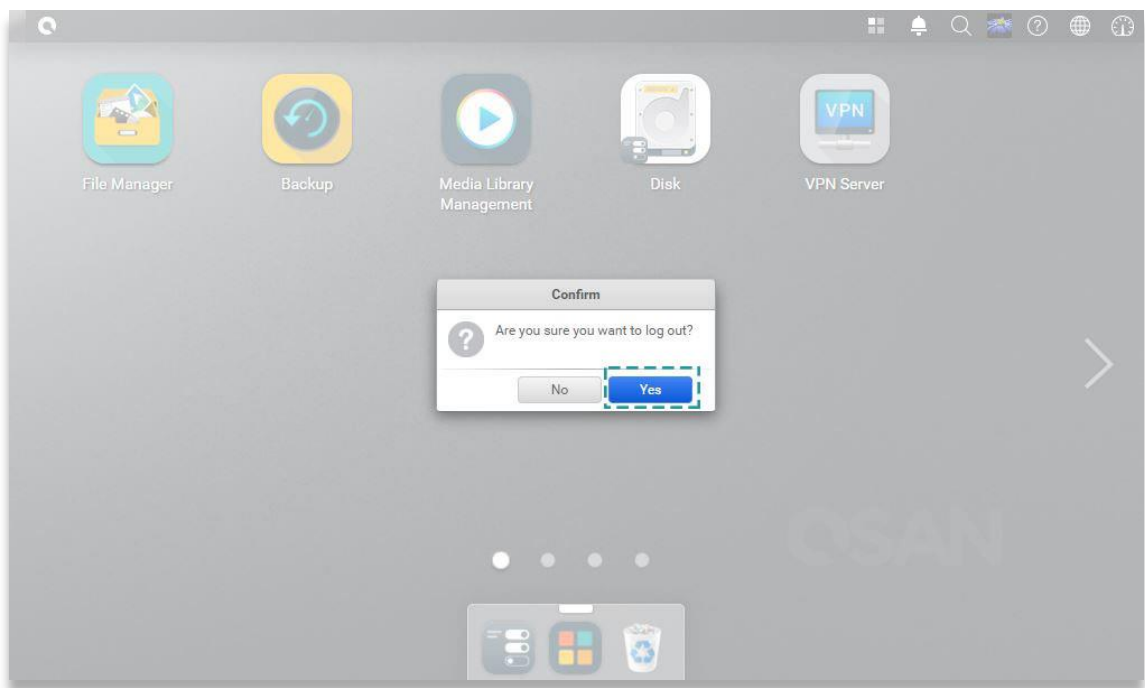 File Manager
Backup
Media Library
Management
Disk
VPN
VPN Server
Confirm
?
Are you sure you want to log out?
No
Yes
QSAN